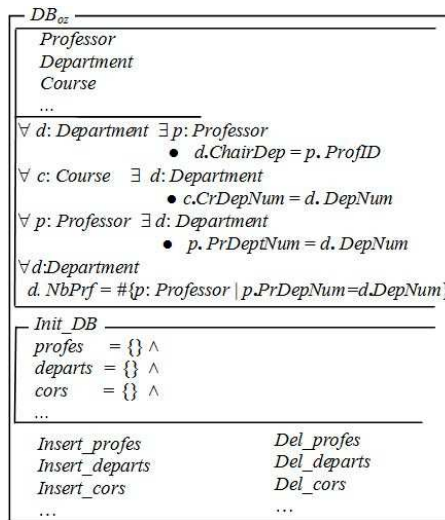 DBoz
Professor
Department
Course
...
∀ d: Department ∃ p: Professor
• d.ChairDep = p. ProfID
∀ c: Course ∃ d: Department
• c.CrDepNum = d. DepNum
∀ p: Professor ∃ d: Department
• p. PrDeptNum = d. DepNum
∀d:Department
d. NbPrf = #{p: Professor | p.PrDepNum=d.DepNum}
Init_DB
profes = {} ∧
departs = {} ∧
cors = {} ∧
...
Insert_profes Del_profes
Insert_departs Del_departs
Insert_cors Del_cors
... ...